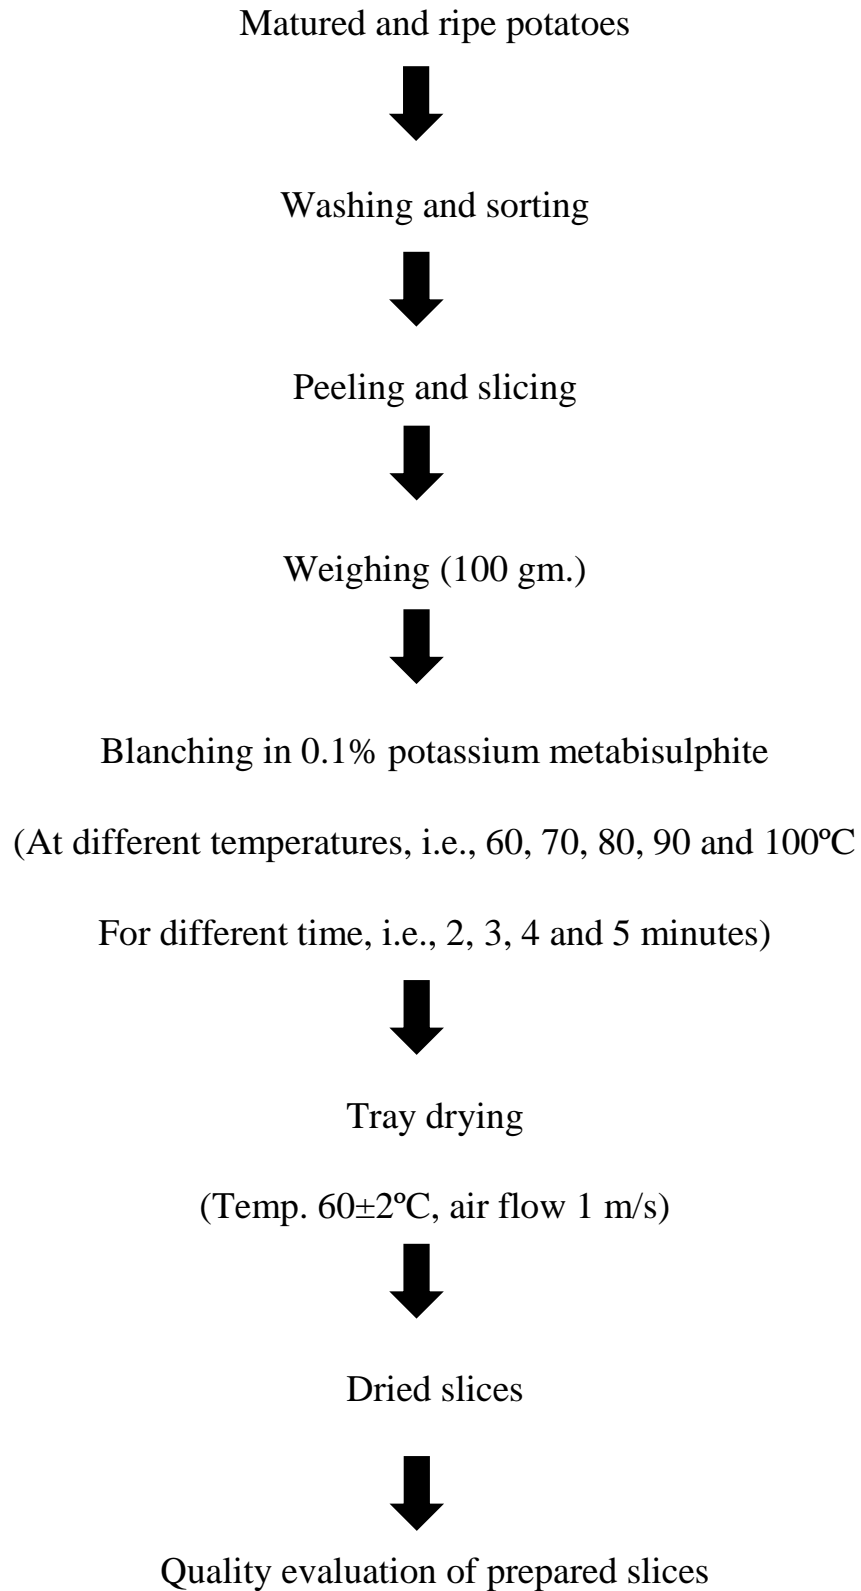 Matured and ripe potatoes
Washing and sorting
Peeling and slicing
Weighing (100 gm.)
Blanching in 0.1% potassium metabisulphite
(At different temperatures, i.e., 60, 70, 80, 90 and 100ºC
For different time, i.e., 2, 3, 4 and 5 minutes)
Tray drying
(Temp. 60±2ºC, air flow 1 m/s)
Dried slices
Quality evaluation of prepared slices